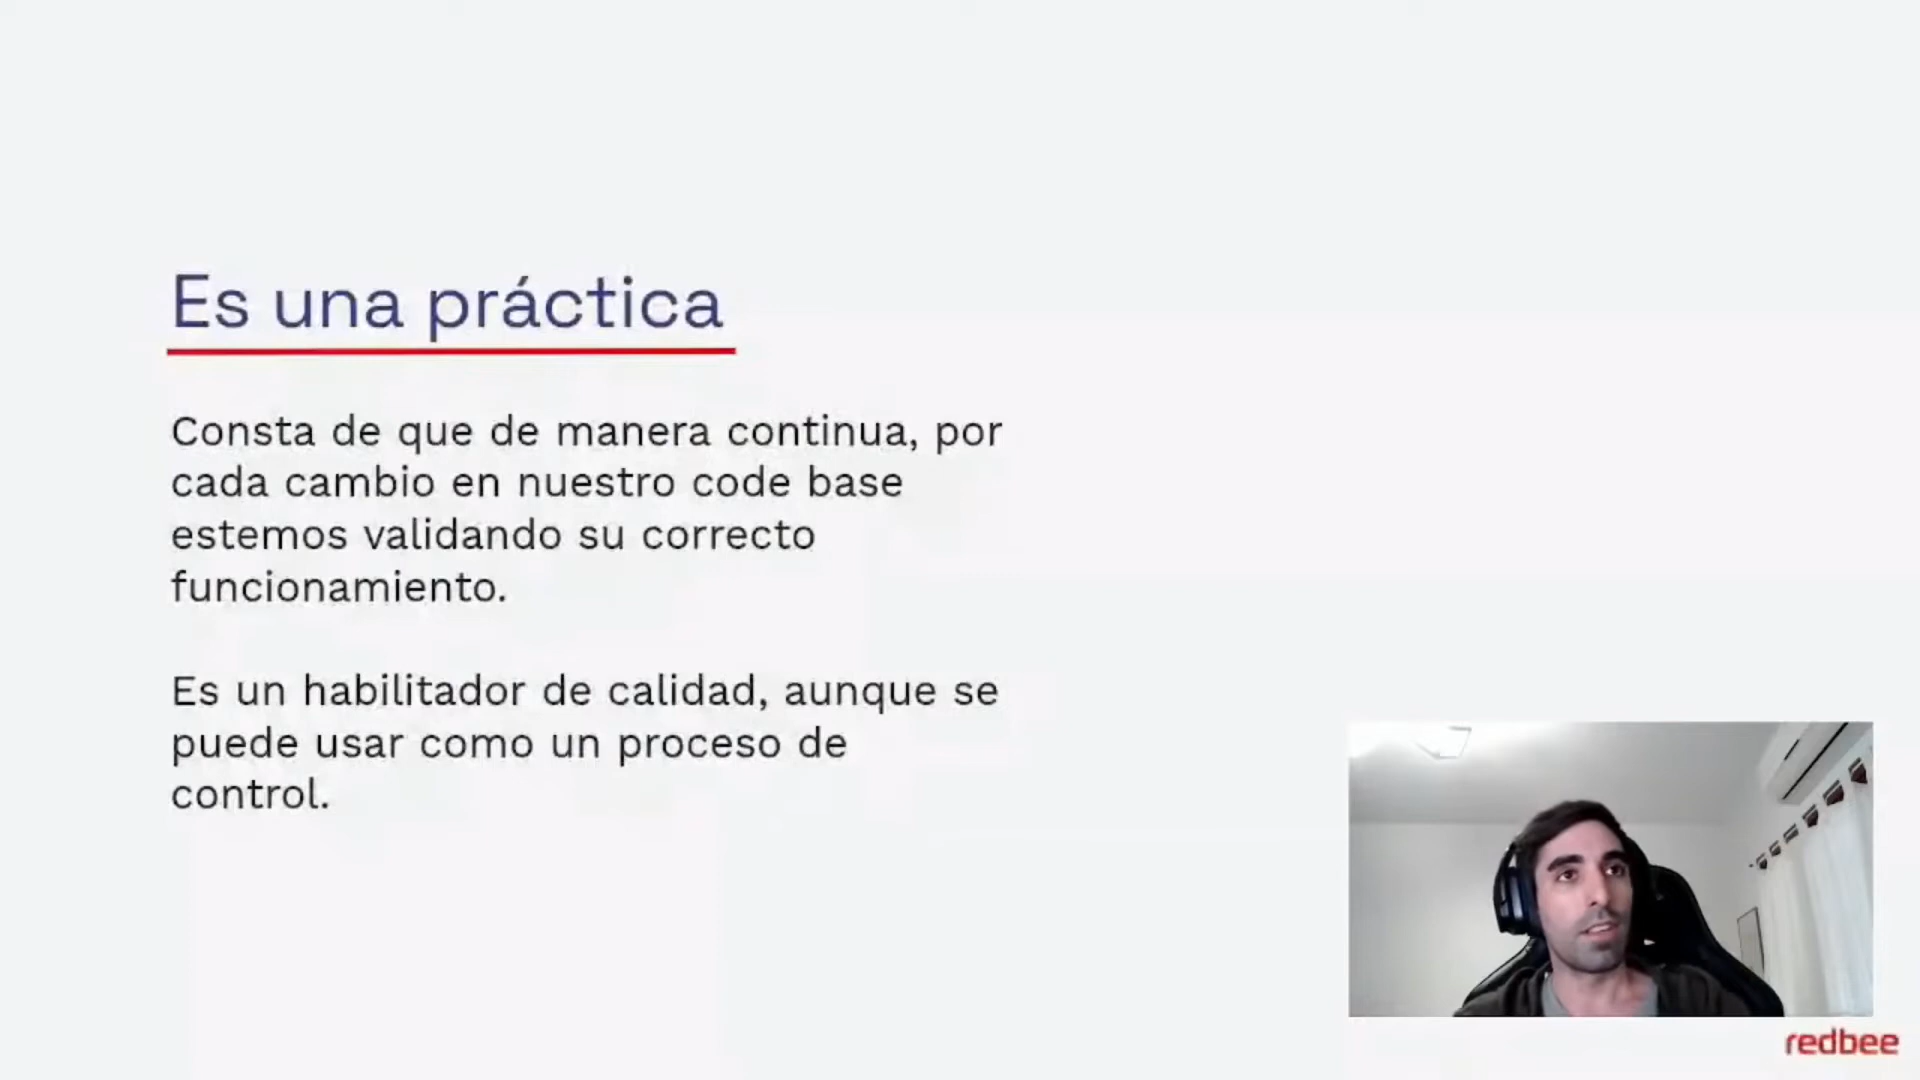 Es una práctica
Consta de que de manera continua, por
cada cambio en nuestro code base
estemos validando su correcto
funcionamiento.
Es un habilitador de calidad, aunque se
puede usar como un proceso de
control.
redbee